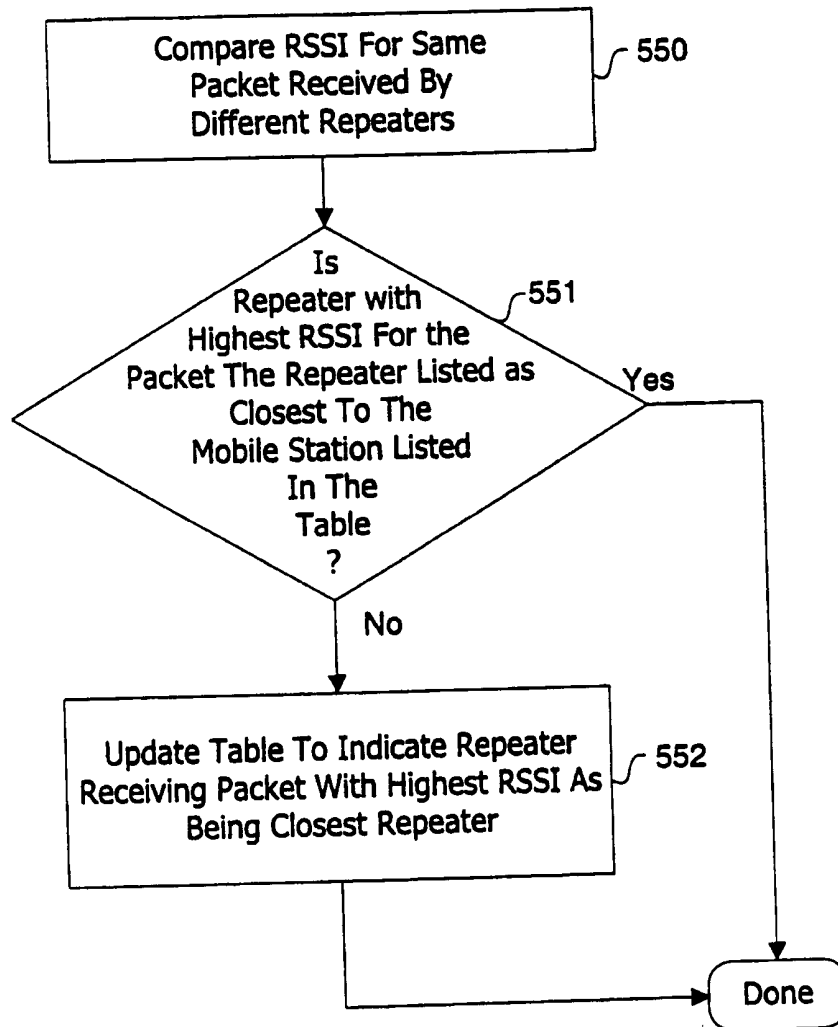 Compare RSSI For Same
Packet Received By
Different Repeaters
550
Is
Repeater with
Highest RSSI For the
Packet The Repeater Listed as
Closest To The
Mobile Station Listed
In The
Table
?
551
Yes
No
Update Table To Indicate Repeater
Receiving Packet With Highest RSSI As
Being Closest Repeater
552
Done